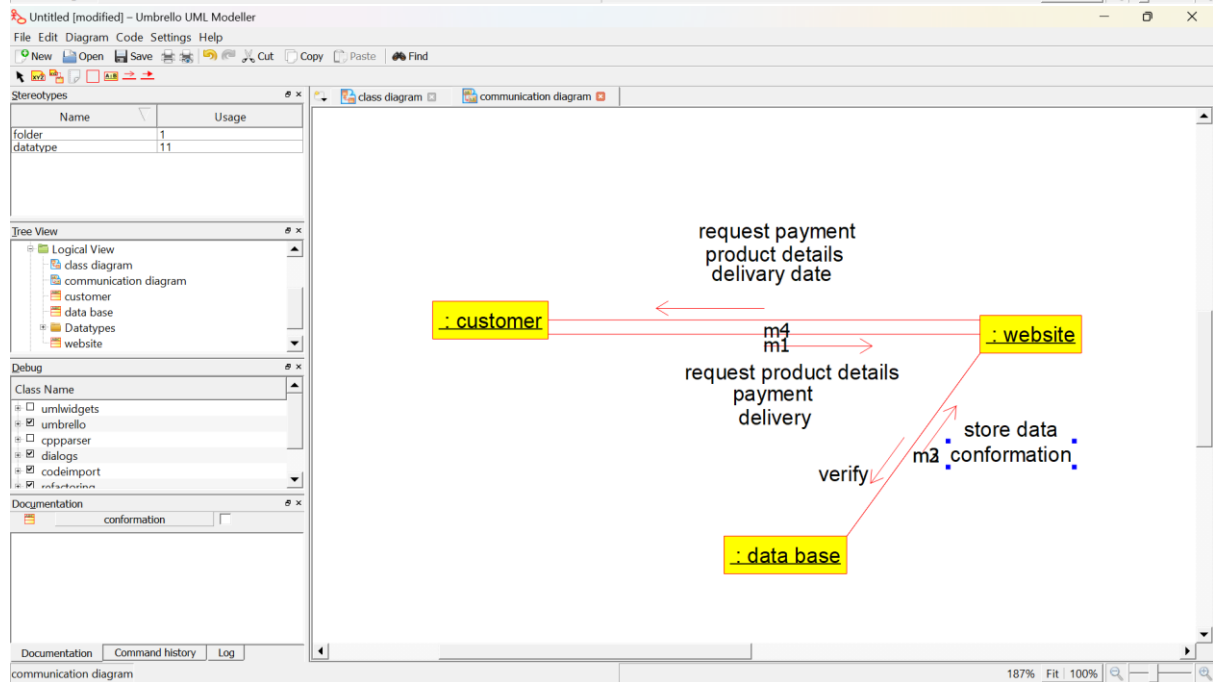 Untitled [modified] – Umbrello UML Modeller
File Edit Diagram Code Settings Help
New Open Save Cut Copy Paste Find
Stereotypes
Name Usage
folder 1
datatype 11
Tree View
Logical View
class diagram
communication diagram
customer
data base
Datatypes
website
Debug
Class Name
umlwidgets
umbrello
cppparser
dialogs
codeimport
refactoring
Documentation
conformation
Documentation Command history Log
communication diagram
class diagram communication diagram
request payment
product details
delivary date
: customer
m4
m1
: website
request product details
payment
delivery
store data
conformation
verify
: data base
187% Fit 100%